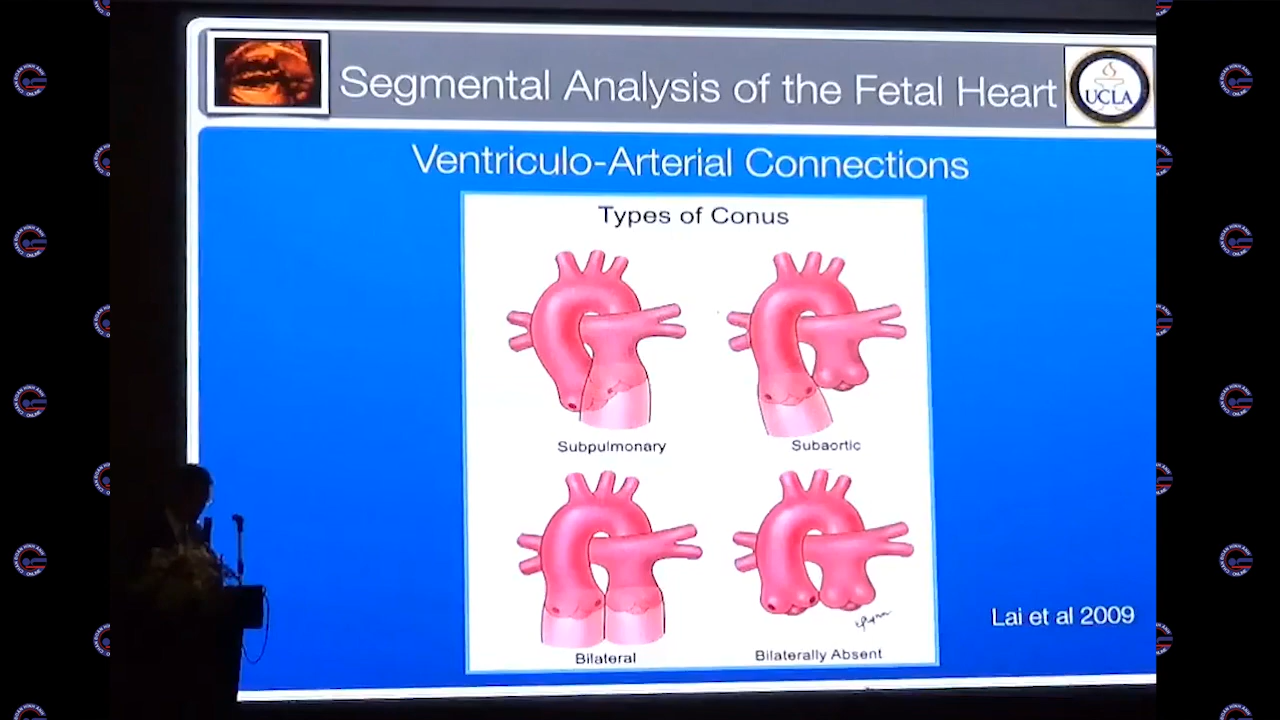 Segmental Analysis of the Fetal Heart
UCLA
Ventriculo-Arterial Connections
Types of Conus
Subpulmonary
Subaortic
Bilateral
Bilaterally Absent
Lai et al 2009